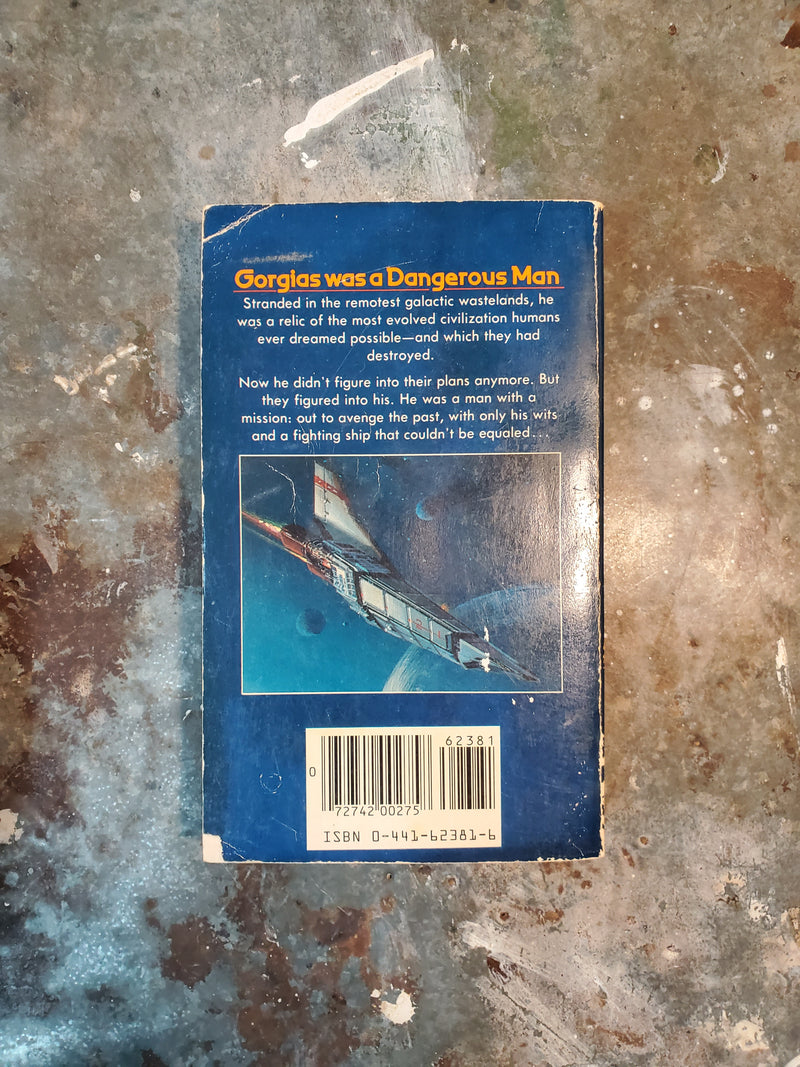 Gorgias was a Dangerous Man
Stranded in the remotest galactic wastelands, he
was a relic of the most evolved civilization humans
ever dreamed possible—and which they had
destroyed.
Now he didn't figure into their plans anymore. But
they figured into his. He was a man with a
mission: out to avenge the past, with only his wits
and a fighting ship that couldn't be equaled...
62381
0
72742 00275
ISBN 0-441-62381-6